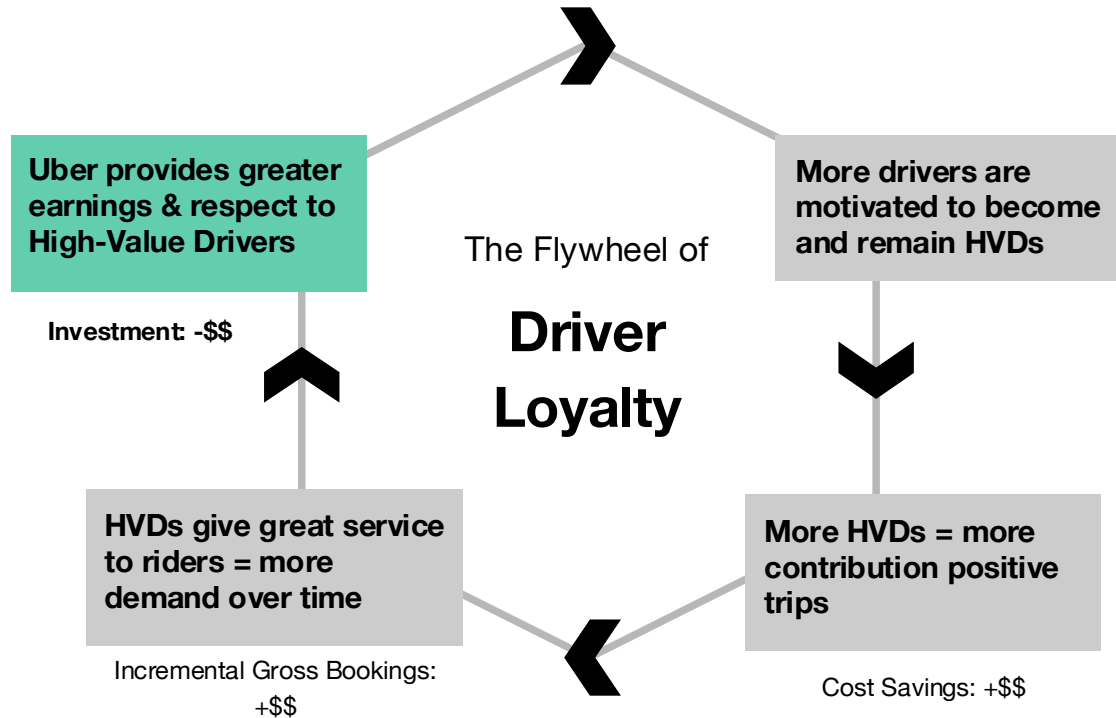 Uber provides greater
earnings & respect to
High-Value Drivers
Investment: -$$
More drivers are
motivated to become
and remain HVDs
The Flywheel of
Driver
Loyalty
More HVDs = more
contribution positive
trips
Cost Savings: +$$
HVDs give great service
to riders = more
demand over time
Incremental Gross Bookings:
+$$